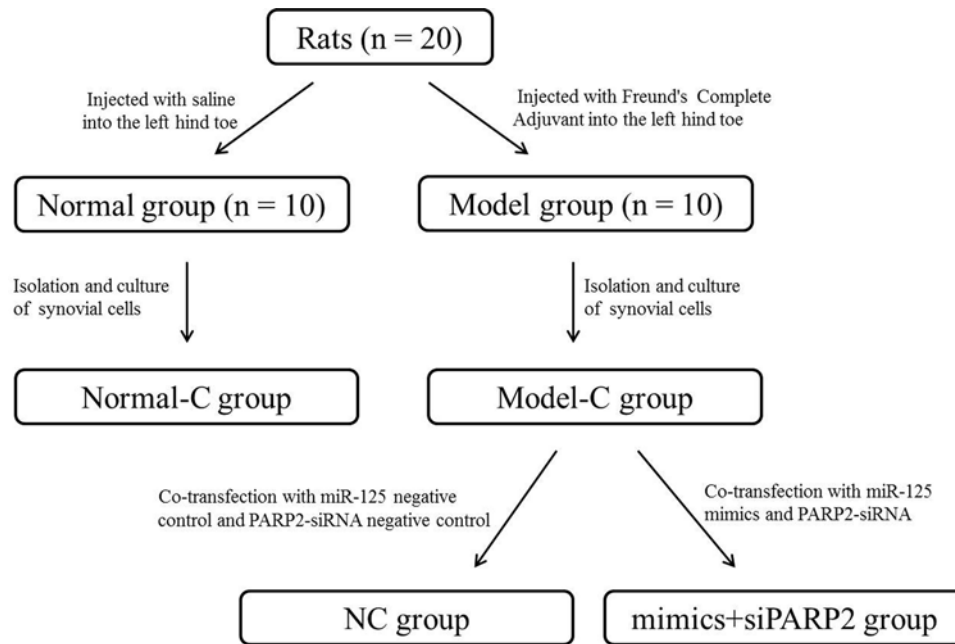 Rats (n = 20)
Injected with saline
into the left hind toe
Injected with Freund's Complete
Adjuvant into the left hind toe
Normal group (n = 10)
Model group (n = 10)
Isolation and culture
of synovial cells
Isolation and culture
of synovial cells
Normal-C group
Model-C group
Co-transfection with miR-125 negative
control and PARP2-siRNA negative control
Co-transfection with miR-125
mimics and PARP2-siRNA
NC group
mimics+siPARP2 group